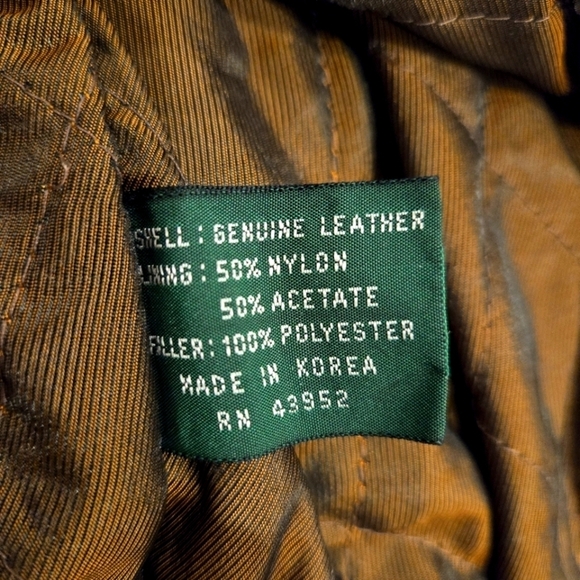 SHELL: GENUINE LEATHER
LINING: 50% NYLON
50% ACETATE
FILLER: 100% POLYESTER
MADE IN KOREA
RN 43952